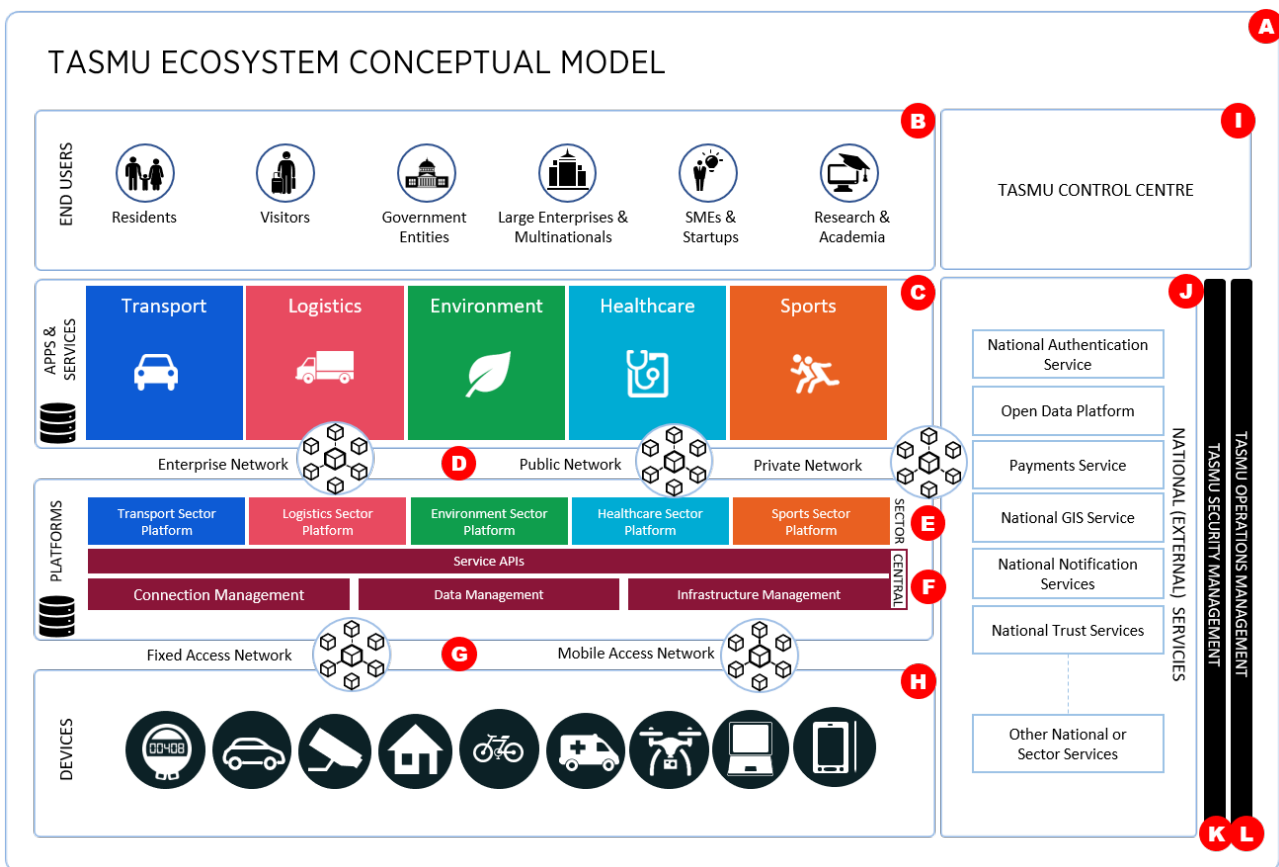 A
TASMU ECOSYSTEM CONCEPTUAL MODEL
END USERS
B
Residents
Visitors
Government
Entities
Large Enterprises &
Multinationals
SMEs &
Startups
Research &
Academia
I
TASMU CONTROL CENTRE
APPS &
SERVICES
C
Transport
Logistics
Environment
Healthcare
Sports
Enterprise Network
D
Public Network
Private Network
PLATFORMS
Transport Sector
Platform
Logistics Sector
Platform
Environment Sector
Platform
Healthcare Sector
Platform
Sports Sector
Platform
SECTOR
E
Service APIs
Connection Management
Data Management
Infrastructure Management
CENTRAL
F
Fixed Access Network
G
Mobile Access Network
DEVICES
H
00408
J
National Authentication
Service
Open Data Platform
Payments Service
National GIS Service
National Notification
Services
National Trust Services
Other National or
Sector Services
NATIONAL (EXTERNAL) SERVICIES
TASMU SECURITY MANAGEMENT
K
TASMU OPERATIONS MANAGEMENT
L